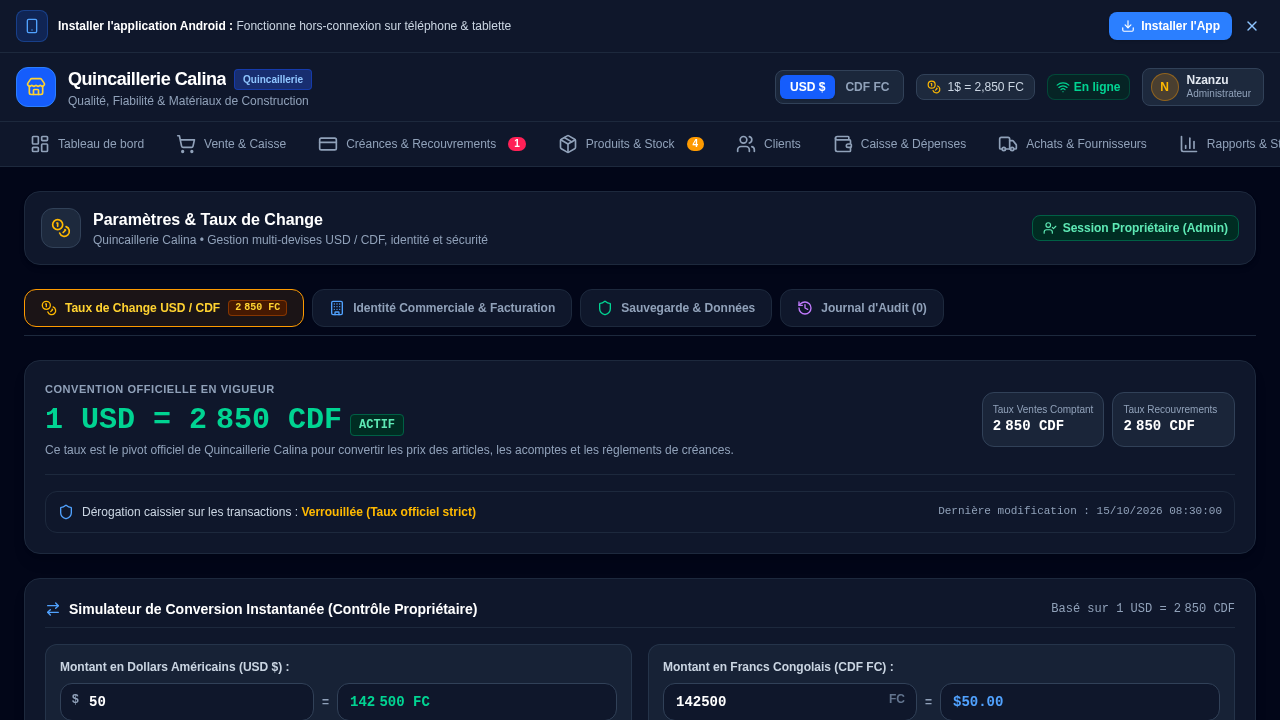 Installer l'application Android : Fonctionne hors-connexion sur téléphone & tablette
Installer l'App
Quincaillerie Calina Quincaillerie
Qualité, Fiabilité & Matériaux de Construction
USD $ CDF FC
1$ = 2,850 FC
En ligne
N
Nzanzu
Administrateur
Tableau de bord Vente & Caisse Créances & Recouvrements 1 Produits & Stock 4 Clients Caisse & Dépenses Achats & Fournisseurs Rapports &
Paramètres & Taux de Change
Quincaillerie Calina • Gestion multi-devises USD / CDF, identité et sécurité
Session Propriétaire (Admin)
Taux de Change USD / CDF 2 850 FC Identité Commerciale & Facturation Sauvegarde & Données Journal d'Audit (0)
CONVENTION OFFICIELLE EN VIGUEUR
1 USD = 2 850 CDF ACTIF
Ce taux est le pivot officiel de Quincaillerie Calina pour convertir les prix des articles, les acomptes et les règlements de créances.
Taux Ventes Comptant
2 850 CDF
Taux Recouvrements
2 850 CDF
Dérogation caissier sur les transactions : Verrouillée (Taux officiel strict)
Dernière modification : 15/10/2026 08:30:00
Simulateur de Conversion Instantanée (Contrôle Propriétaire)
Basé sur 1 USD = 2 850 CDF
Montant en Dollars Américains (USD $) :
$ 50 = 142 500 FC
Montant en Francs Congolais (CDF FC) :
142500 FC = $50.00